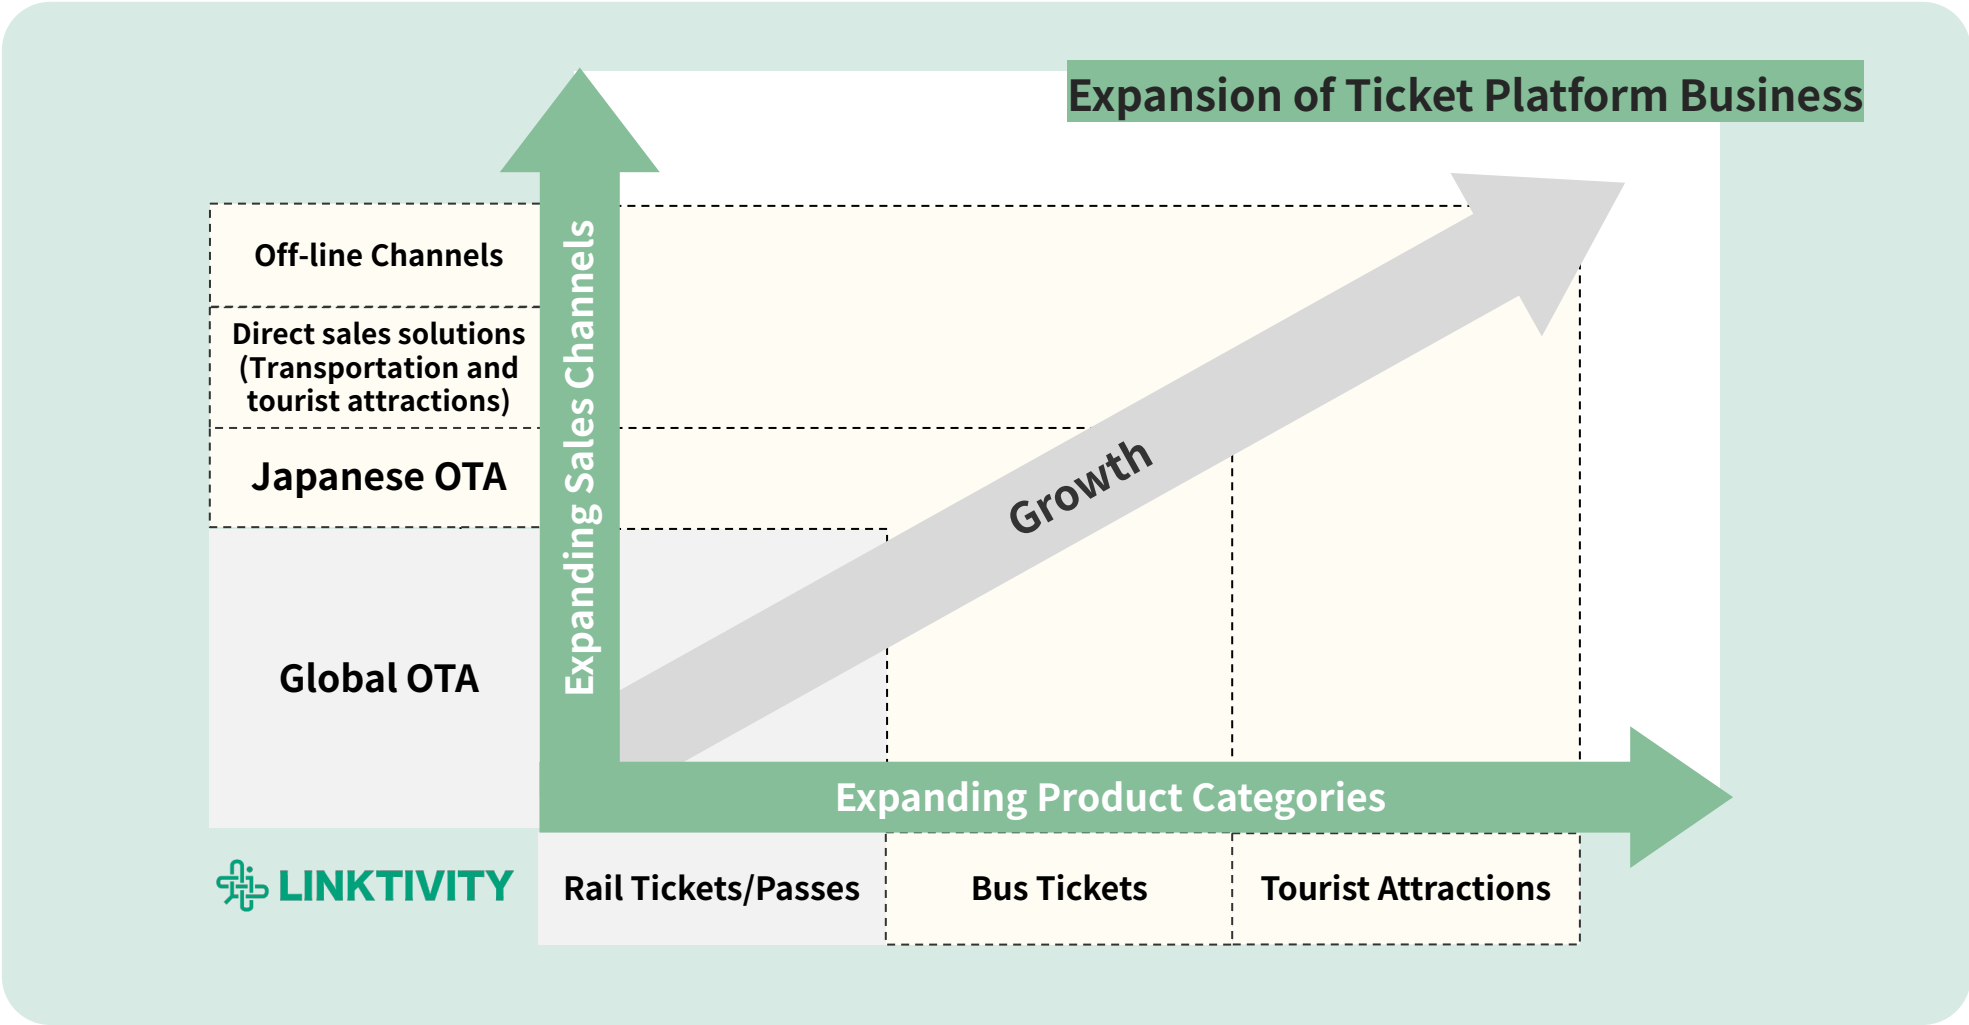 Expansion of Ticket Platform Business
Off-line Channels
Direct sales solutions
(Transportation and
tourist attractions)
Japanese OTA
Global OTA
Expanding Sales Channels
Growth
Expanding Product Categories
LINKTIVITY
Rail Tickets/Passes
Bus Tickets
Tourist Attractions